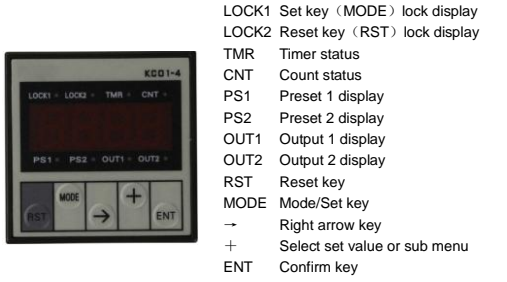 LOCK1 Set key（MODE）lock display
LOCK2 Reset key（RST）lock display
TMR Timer status
CNT Count status
PS1 Preset 1 display
PS2 Preset 2 display
OUT1 Output 1 display
OUT2 Output 2 display
RST Reset key
MODE Mode/Set key
→ Right arrow key
＋ Select set value or sub menu
ENT Confirm key
KC01-4
LOCK1 LOCK2 TMR CNT
PS1 PS2 OUT1 OUT2
RST MODE → + ENT